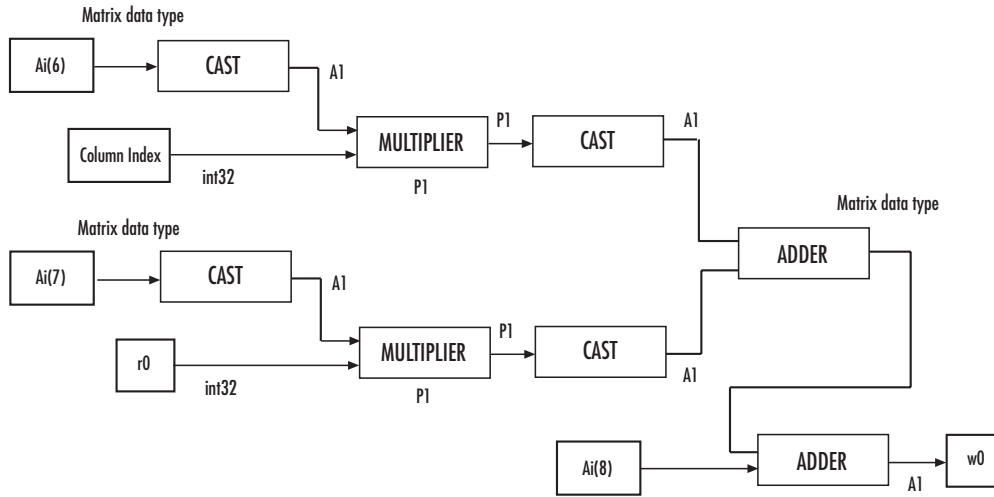 Matrix data type
Ai(6)
CAST
A1
Column Index
int32
MULTIPLIER
P1
P1
CAST
A1
Matrix data type
Ai(7)
CAST
A1
r0
int32
MULTIPLIER
P1
P1
CAST
A1
Matrix data type
ADDER
Ai(8)
ADDER
A1
w0